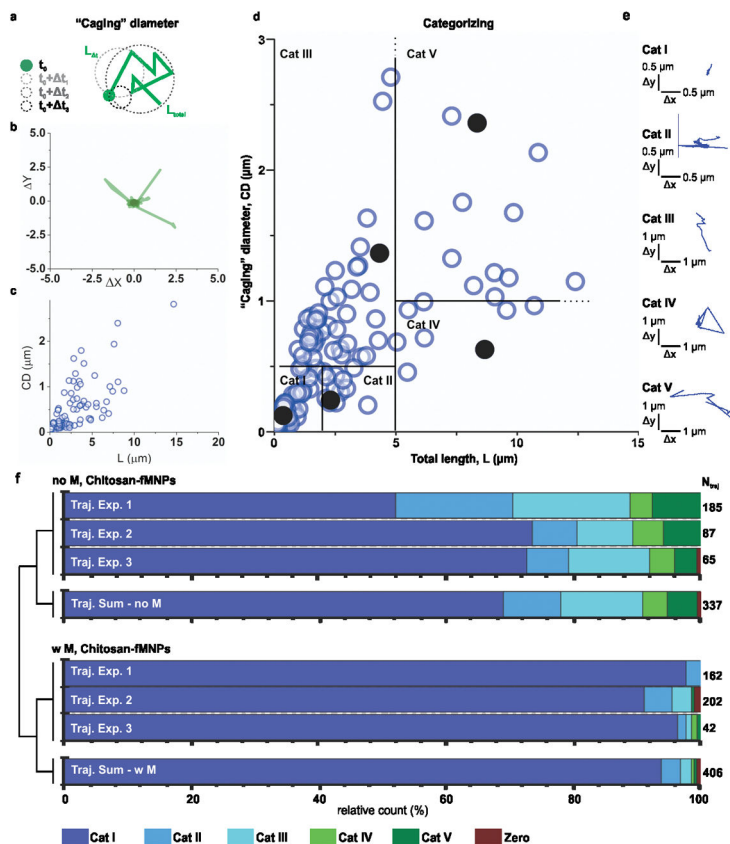 a
"Caging" diameter
L_Δt
t₀
t₀+Δt₁
t₀+Δt₂
t₀+Δt₃
L_total
b
5.0
2.5
ΔY
0.0
-2.5
-5.0
-5.0 -2.5 0.0 2.5 5.0
ΔX
c
3
2
CD (μm)
1
0
0 5 10 15 20
L (μm)
d
Categorizing
3
Cat III
Cat V
2
"Caging" diameter, CD (μm)
1
Cat IV
Cat I
Cat II
0
0 5 10 15
Total length, L (μm)
e
Cat I
0.5 μm
Δy
0.5 μm
Δx
Cat II
0.5 μm
Δy
0.5 μm
Δx
Cat III
1 μm
Δy
1 μm
Δx
Cat IV
1 μm
Δy
1 μm
Δx
Cat V
1 μm
Δy
1 μm
Δx
f
no M, Chitosan-fMNPs
N_traj
Traj. Exp. 1 185
Traj. Exp. 2 87
Traj. Exp. 3 65
Traj. Sum - no M 337
w M, Chitosan-fMNPs
Traj. Exp. 1 162
Traj. Exp. 2 202
Traj. Exp. 3 42
Traj. Sum - w M 406
0 20 40 60 80 100
relative count (%)
Cat I Cat II Cat III Cat IV Cat V Zero